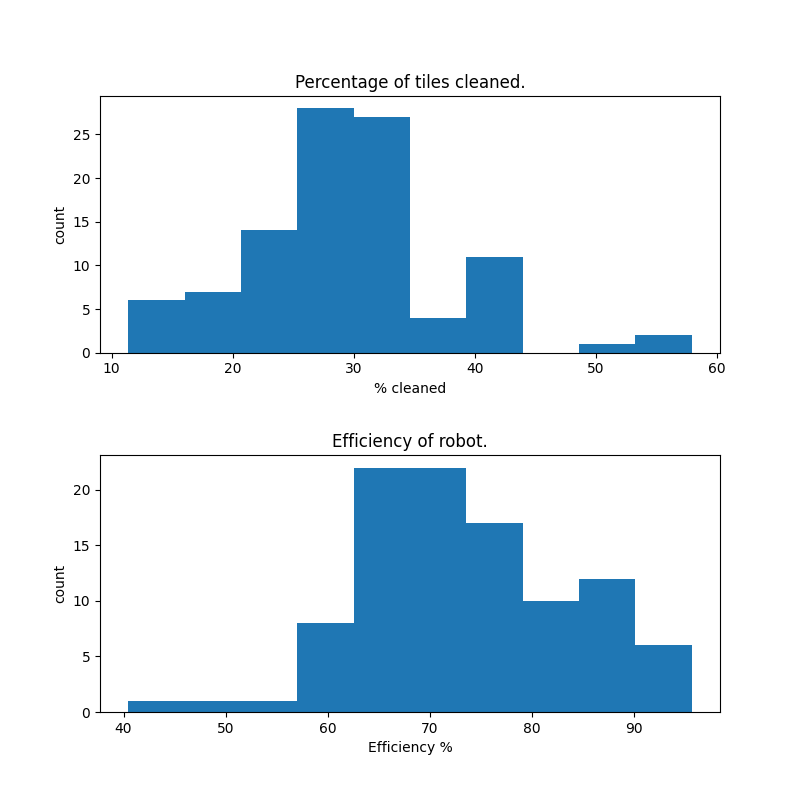 Percentage of tiles cleaned.
25
20
15
10
5
0
count
10 20 30 40 50 60
% cleaned
Efficiency of robot.
20
15
10
5
0
count
40 50 60 70 80 90
Efficiency %